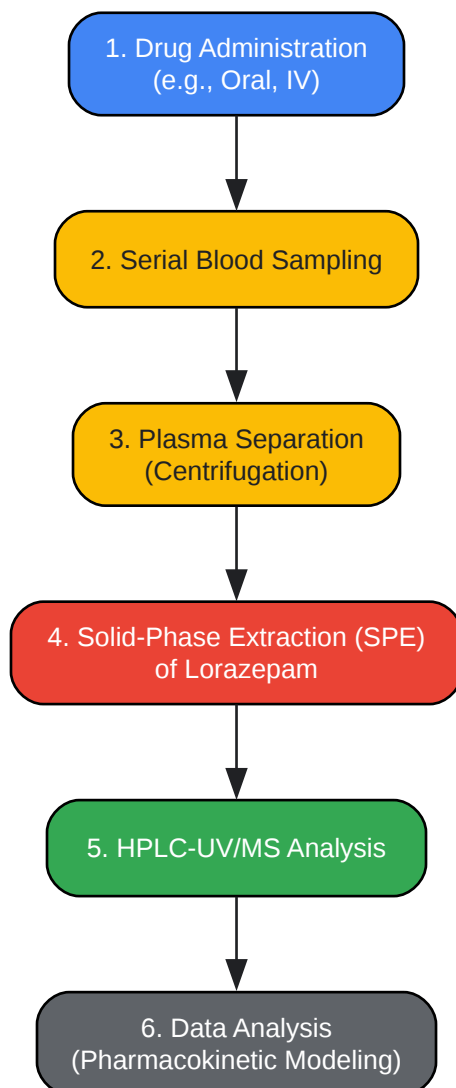 1. Drug Administration
(e.g., Oral, IV)
2. Serial Blood Sampling
3. Plasma Separation
(Centrifugation)
4. Solid-Phase Extraction (SPE)
of Lorazepam
5. HPLC-UV/MS Analysis
6. Data Analysis
(Pharmacokinetic Modeling)